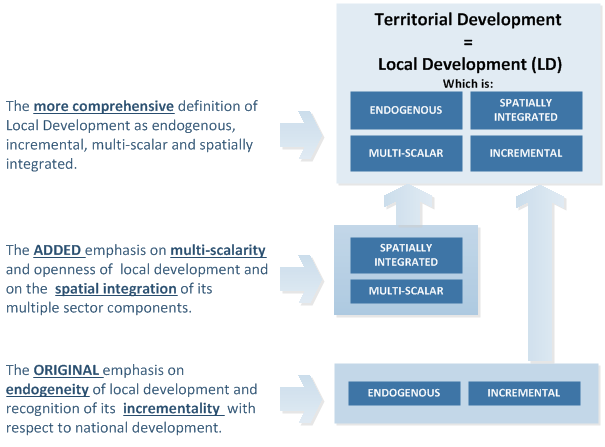 Territorial Development
=
Local Development (LD)
Which is:
The more comprehensive definition of
Local Development as endogenous,
incremental, multi-scalar and spatially
integrated.
ENDOGENOUS
SPATIALLY
INTEGRATED
MULTI-SCALAR
INCREMENTAL
The ADDED emphasis on multi-scalarity
and openness of local development and
on the spatial integration of its
multiple sector components.
SPATIALLY
INTEGRATED
MULTI-SCALAR
The ORIGINAL emphasis on
endogeneity of local development and
recognition of its incrementality with
respect to national development.
ENDOGENOUS
INCREMENTAL